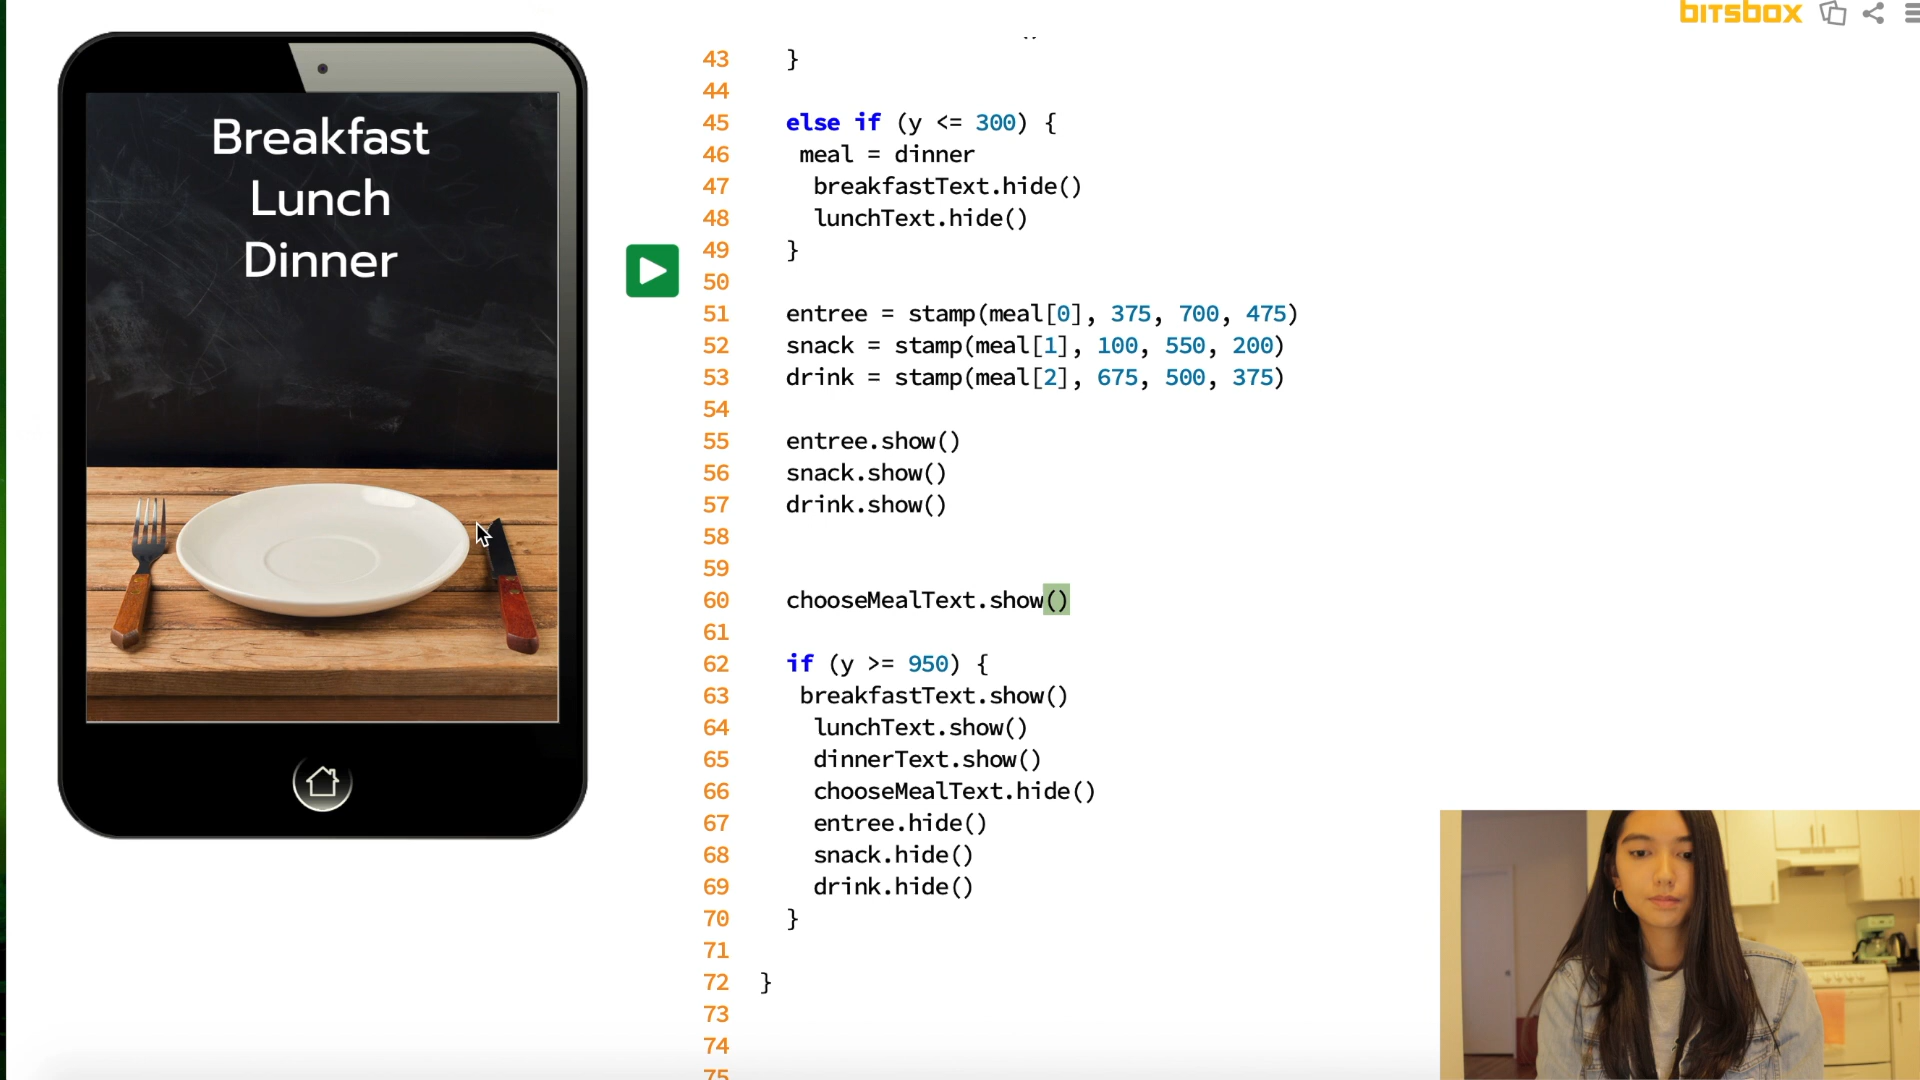 bitsbox
Breakfast
Lunch
Dinner
43 }
44
45 else if (y <= 300) {
46 meal = dinner
47 breakfastText.hide()
48 lunchText.hide()
49 }
50
51 entree = stamp(meal[0], 375, 700, 475)
52 snack = stamp(meal[1], 100, 550, 200)
53 drink = stamp(meal[2], 675, 500, 375)
54
55 entree.show()
56 snack.show()
57 drink.show()
58
59
60 chooseMealText.show()
61
62 if (y >= 950) {
63 breakfastText.show()
64 lunchText.show()
65 dinnerText.show()
66 chooseMealText.hide()
67 entree.hide()
68 snack.hide()
69 drink.hide()
70 }
71
72 }
73
74
75